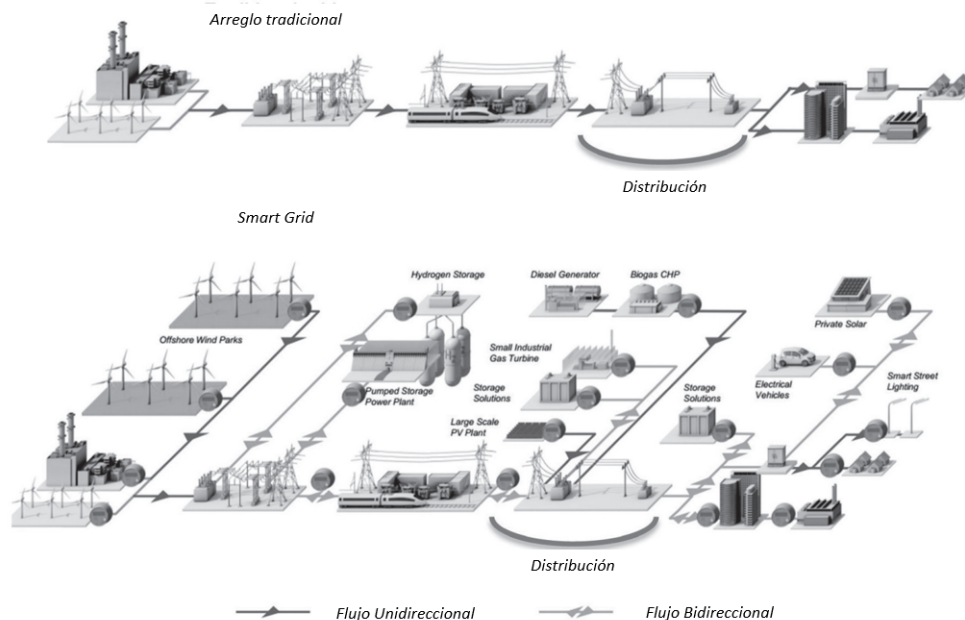 Arreglo tradicional
Distribución
Smart Grid
Hydrogen Storage
Diesel Generator
Biogas CHP
Offshore Wind Parks
Private Solar
Small Industrial
Gas Turbine
Pumped Storage
Power Plant
Storage
Solutions
Electrical
Vehicles
Smart Street
Lighting
Storage
Solutions
Large Scale
PV Plant
Distribución
Flujo Unidireccional
Flujo Bidireccional